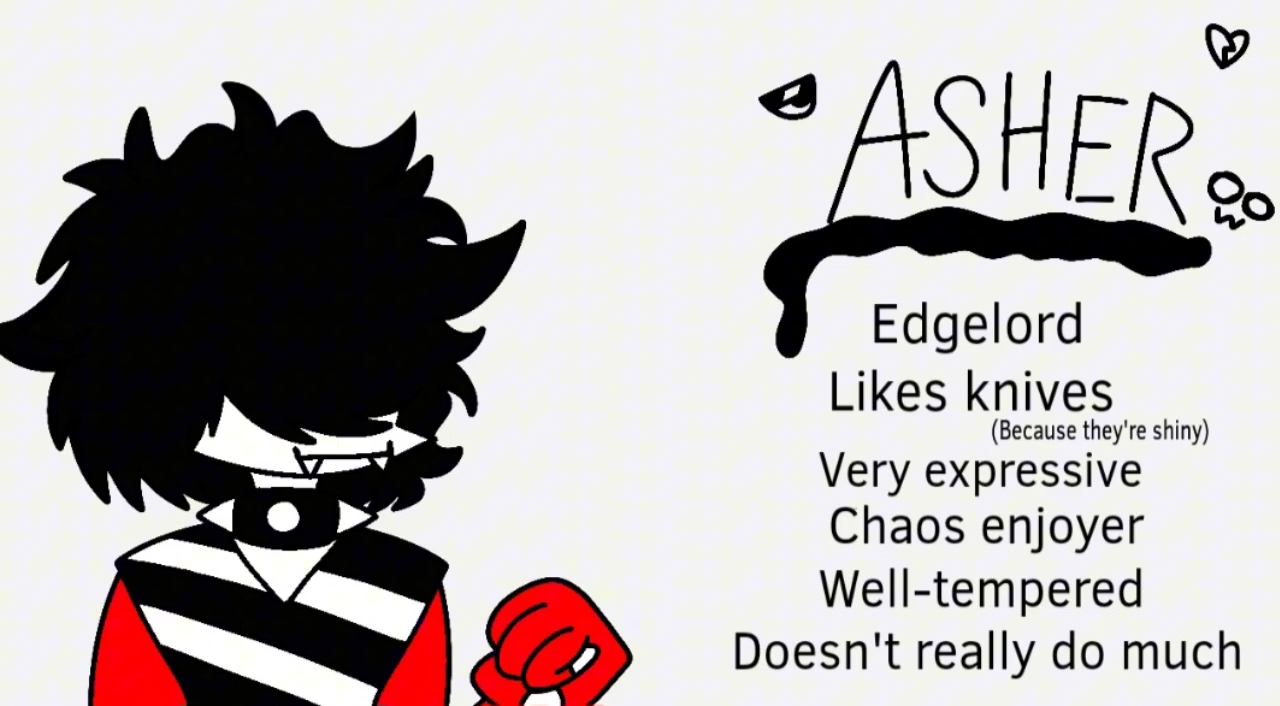 ASHER
Edgelord
Likes knives
(Because they're shiny)
Very expressive
Chaos enjoyer
Well-tempered
Doesn't really do much